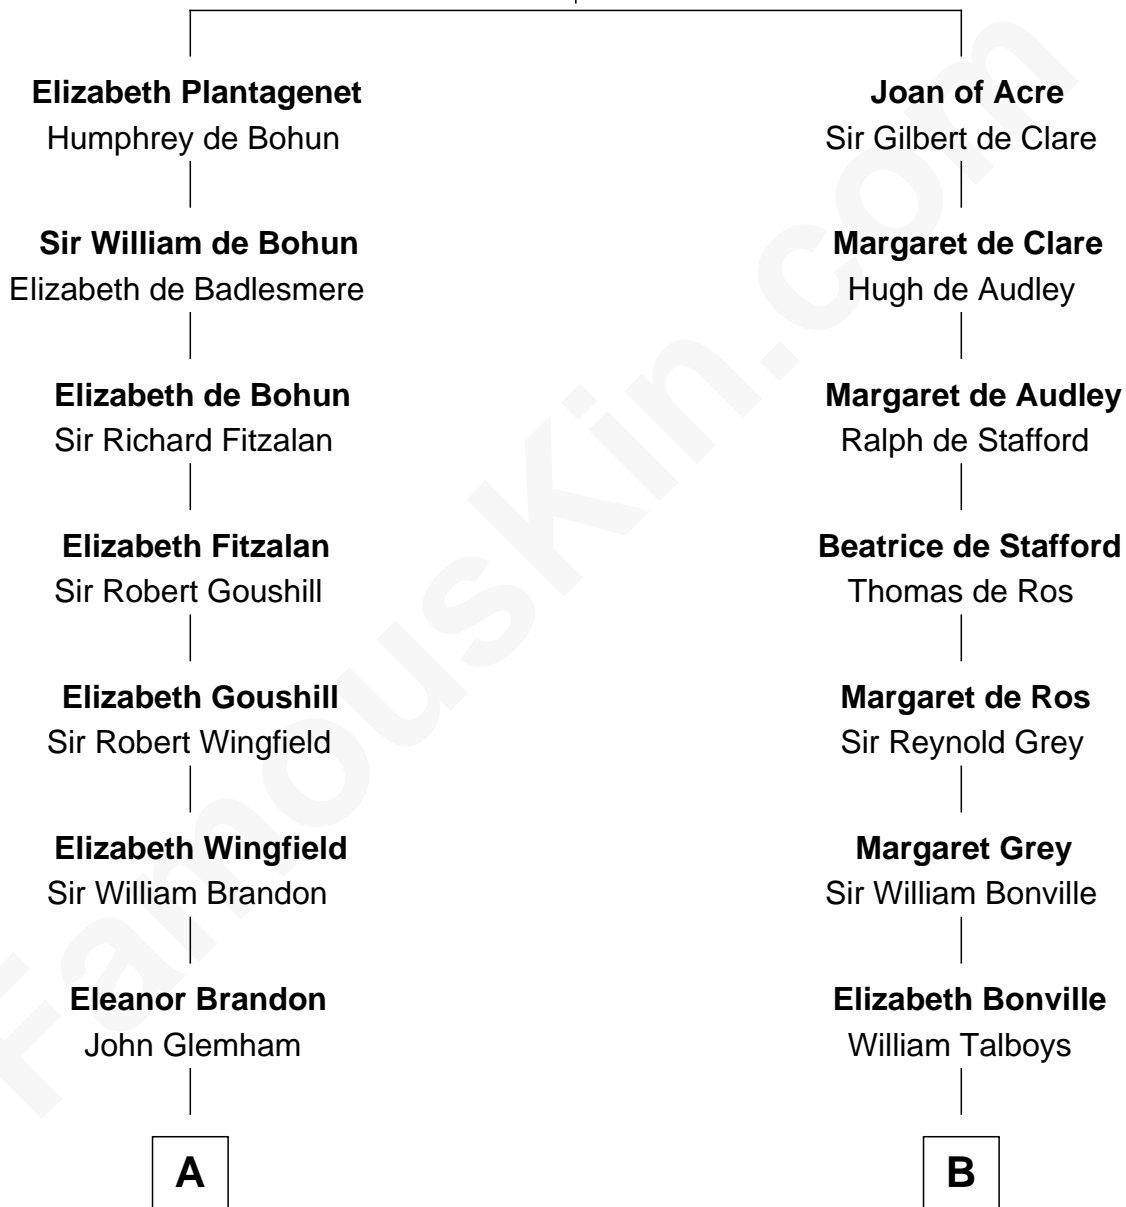 Elizabeth Plantagenet
Humphrey de Bohun
Sir William de Bohun
Elizabeth de Badlesmere
Elizabeth de Bohun
Sir Richard Fitzalan
Elizabeth Fitzalan
Sir Robert Goushill
Elizabeth Goushill
Sir Robert Wingfield
Elizabeth Wingfield
Sir William Brandon
Eleanor Brandon
John Glemham
A
Joan of Acre
Sir Gilbert de Clare
Margaret de Clare
Hugh de Audley
Margaret de Audley
Ralph de Stafford
Beatrice de Stafford
Thomas de Ros
Margaret de Ros
Sir Reynold Grey
Margaret Grey
Sir William Bonville
Elizabeth Bonville
William Talboys
B
FamousKin.com